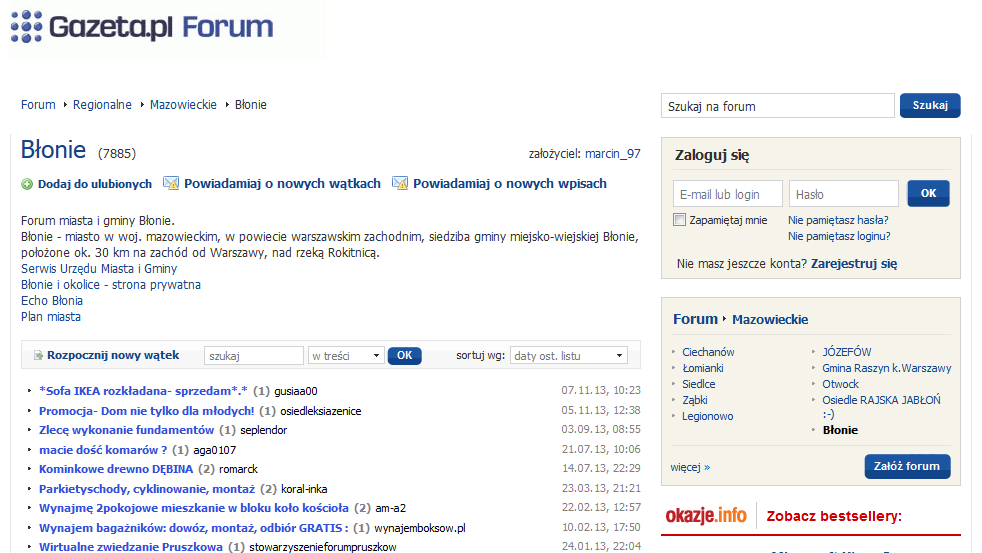 Gazeta.pl Forum
Forum ‣ Regionalne ‣ Mazowieckie ‣ Błonie
Szukaj na forum Szukaj
Błonie (7885) założyciel: marcin_97
Dodaj do ulubionych Powiadamiaj o nowych wątkach Powiadamiaj o nowych wpisach
Forum miasta i gminy Błonie.
Błonie - miasto w woj. mazowieckim, w powiecie warszawskim zachodnim, siedziba gminy miejsko-wiejskiej Błonie,
położone ok. 30 km na zachód od Warszawy, nad rzeką Rokitnicą.
Serwis Urzędu Miasta i Gminy
Błonie i okolice - strona prywatna
Echo Błonia
Plan miasta
Rozpocznij nowy wątek szukaj w treści OK sortuj wg: daty ost. listu
*Sofa IKEA rozkładana- sprzedam*.* (1) gusiaa00 07.11.13, 10:23
Promocja- Dom nie tylko dla młodych! (1) osiedleksiazenice 05.11.13, 12:38
Zlecę wykonanie fundamentów (1) seplendor 03.09.13, 08:55
macie dość komarów ? (1) aga0107 21.07.13, 10:06
Kominkowe drewno DĘBINA (2) romarck 14.07.13, 22:29
Parkietyschody, cyklinowanie, montaż (2) koral-inka 23.03.13, 21:21
Wynajmę 2pokojowe mieszkanie w bloku koło kościoła (2) am-a2 22.02.13, 12:57
Wynajem bagażników: dowóz, montaż, odbiór GRATIS : (1) wynajemboksow.pl 10.02.13, 17:50
Wirtualne zwiedzanie Pruszkowa (1) stowarzyszenieforumpruszkow 24.01.13, 22:04
Zaloguj się
E-mail lub login Hasło OK
Zapamiętaj mnie Nie pamiętasz hasła?
Nie pamiętasz loginu?
Nie masz jeszcze konta? Zarejestruj się
Forum ‣ Mazowieckie
Ciechanów
Łomianki
Siedlce
Ząbki
Legionowo
JÓZEFÓW
Gmina Raszyn k.Warszawy
Otwock
Osiedle RAJSKA JABŁOŃ
:-)
Błonie
więcej » Załóż forum
okazje.info Zobacz bestsellery: